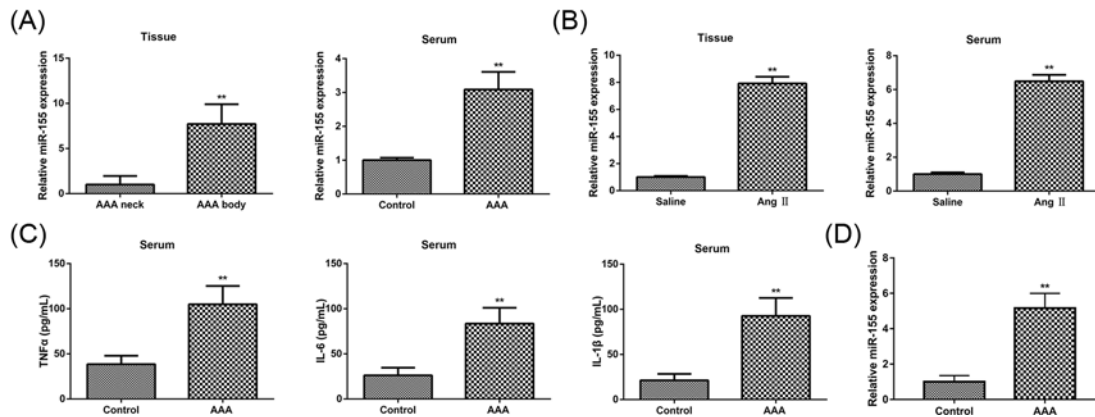 (A)
Tissue
Relative miR-155 expression
15
10
5
0
**
AAA neck
AAA body
Serum
Relative miR-155 expression
4
3
2
1
0
**
Control
AAA
(B)
Tissue
Relative miR-155 expression
10
8
6
4
2
0
**
Saline
Ang Ⅱ
Serum
Relative miR-155 expression
8
6
4
2
0
**
Saline
Ang Ⅱ
(C)
Serum
TNFα (pg/mL)
150
100
50
0
**
Control
AAA
Serum
IL-6 (pg/mL)
150
100
50
0
**
Control
AAA
Serum
IL-1β (pg/mL)
150
100
50
0
**
Control
AAA
(D)
Relative miR-155 expression
8
6
4
2
0
**
Control
AAA